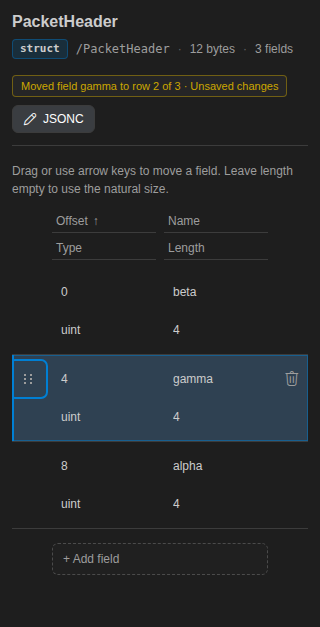 PacketHeader
struct /PacketHeader · 12 bytes · 3 fields
Moved field gamma to row 2 of 3 · Unsaved changes
JSONC
Drag or use arrow keys to move a field. Leave length
empty to use the natural size.
Offset ↑ Name
Type Length
0 beta
uint 4
4 gamma
uint 4
8 alpha
uint 4
+ Add field